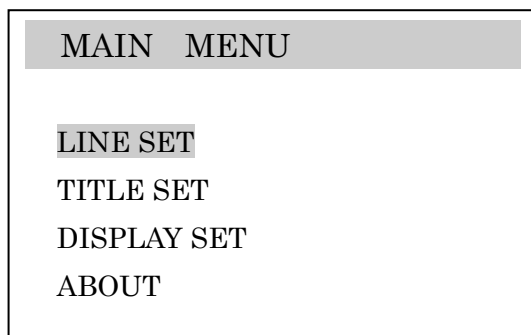 MAIN MENU
LINE SET
TITLE SET
DISPLAY SET
ABOUT